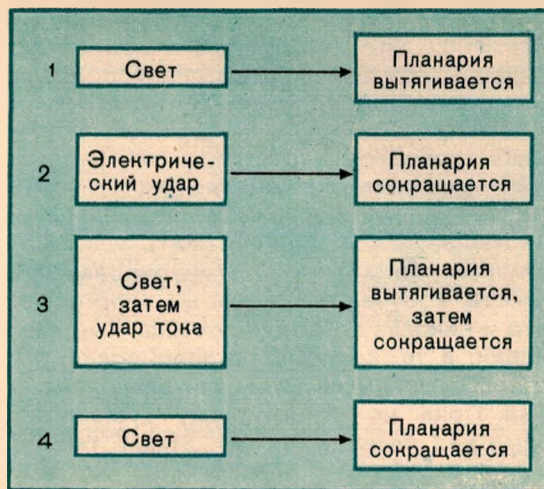 1
Свет
Планария
вытягивается
2
Электриче-
ский удар
Планария
сокращается
3
Свет,
затем
удар тока
Планария
вытягивается,
затем
сокращается
4
Свет
Планария
сокращается